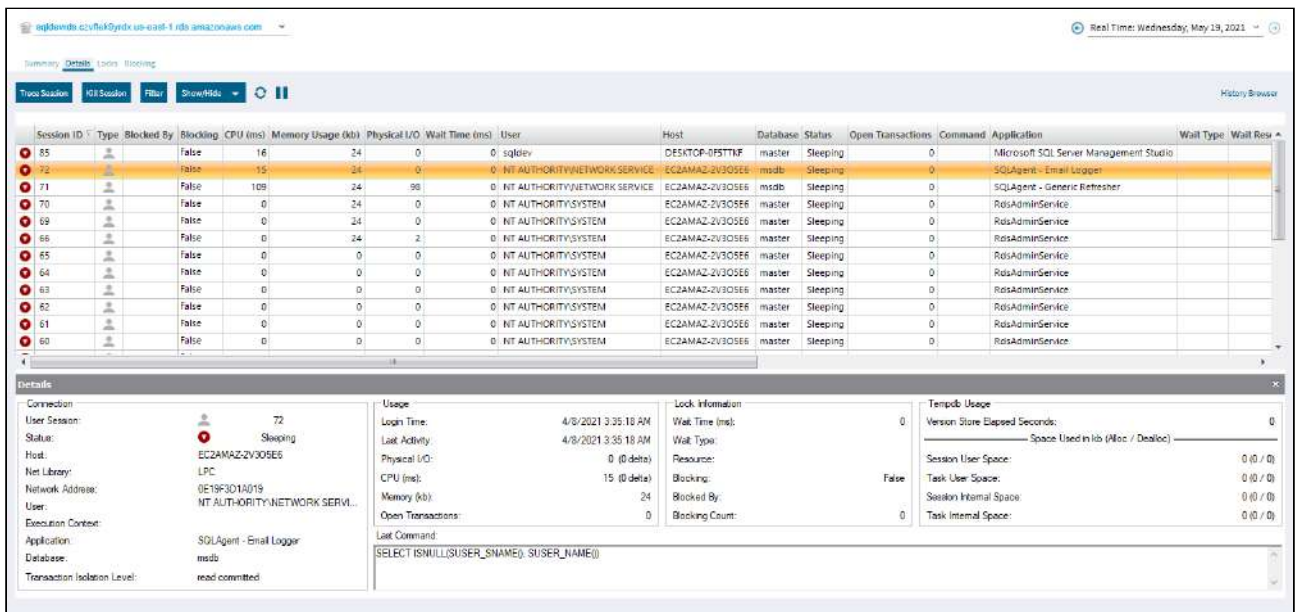 sqldevrds.czvflsk9yrdx.us-east-1.rds.amazonaws.com
Real Time: Wednesday, May 19, 2021
Summary Details Locks Blocking
Trace Session Kill Session Filter Show/Hide History Browser
Session ID Type Blocked By Blocking CPU (ms) Memory Usage (kb) Physical I/O Wait Time (ms) User Host Database Status Open Transactions Command Application Wait Type Wait Res
85 False 16 24 0 0 sqldev DESKTOP-0F5TTKF master Sleeping 0 Microsoft SQL Server Management Studio
72 False 15 24 0 0 NT AUTHORITY\NETWORK SERVICE EC2AMAZ-2V3O5E6 msdb Sleeping 0 SQLAgent - Email Logger
71 False 109 24 98 0 NT AUTHORITY\NETWORK SERVICE EC2AMAZ-2V3O5E6 msdb Sleeping 0 SQLAgent - Generic Refresher
70 False 0 24 0 0 NT AUTHORITY\SYSTEM EC2AMAZ-2V3O5E6 master Sleeping 0 RdsAdminService
69 False 0 24 0 0 NT AUTHORITY\SYSTEM EC2AMAZ-2V3O5E6 master Sleeping 0 RdsAdminService
66 False 0 24 2 0 NT AUTHORITY\SYSTEM EC2AMAZ-2V3O5E6 master Sleeping 0 RdsAdminService
65 False 0 0 0 0 NT AUTHORITY\SYSTEM EC2AMAZ-2V3O5E6 master Sleeping 0 RdsAdminService
64 False 0 0 0 0 NT AUTHORITY\SYSTEM EC2AMAZ-2V3O5E6 master Sleeping 0 RdsAdminService
63 False 0 0 0 0 NT AUTHORITY\SYSTEM EC2AMAZ-2V3O5E6 master Sleeping 0 RdsAdminService
62 False 0 0 0 0 NT AUTHORITY\SYSTEM EC2AMAZ-2V3O5E6 master Sleeping 0 RdsAdminService
61 False 0 0 0 0 NT AUTHORITY\SYSTEM EC2AMAZ-2V3O5E6 master Sleeping 0 RdsAdminService
60 False 0 0 0 0 NT AUTHORITY\SYSTEM EC2AMAZ-2V3O5E6 master Sleeping 0 RdsAdminService
Details
Connection
User Session: 72
Status: Sleeping
Host: EC2AMAZ-2V3O5E6
Net Library: LPC
Network Address: 0E19F3D1A019
User: NT AUTHORITY\NETWORK SERVI...
Execution Context:
Application: SQLAgent - Email Logger
Database: msdb
Transaction Isolation Level: read committed
Usage
Login Time: 4/8/2021 3:35:18 AM
Last Activity: 4/8/2021 3:35:18 AM
Physical I/O: 0 (0 delta)
CPU (ms): 15 (0 delta)
Memory (kb): 24
Open Transactions: 0
Lock Information
Wait Time (ms): 0
Wait Type:
Resource:
Blocking: False
Blocked By:
Blocking Count: 0
Tempdb Usage
Version Store Elapsed Seconds: 0
Space Used in kb (Alloc / Dealloc)
Session User Space: 0 (0 / 0)
Task User Space: 0 (0 / 0)
Session Internal Space: 0 (0 / 0)
Task Internal Space: 0 (0 / 0)
Last Command:
SELECT ISNULL(SUSER_SNAME(), SUSER_NAME())